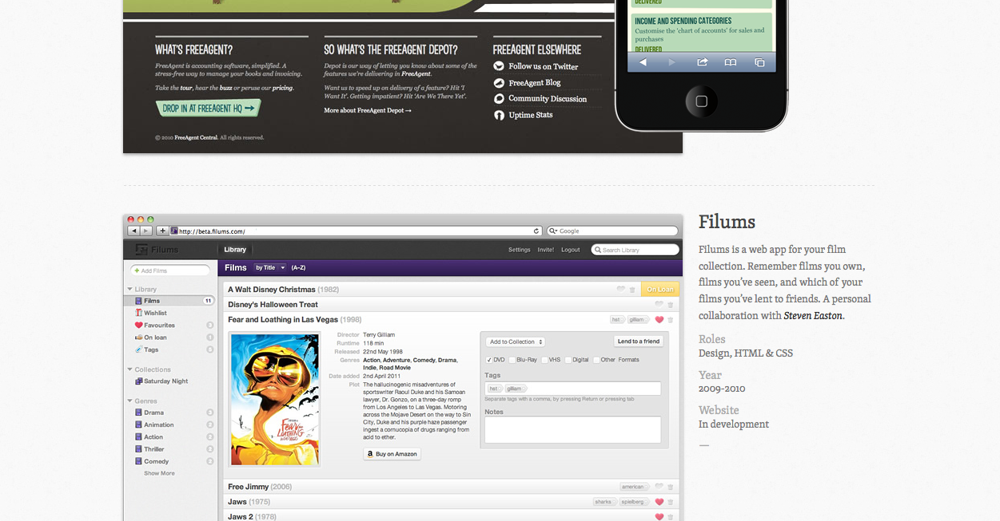 DELIVERED
INCOME AND SPENDING CATEGORIES
Customise the 'chart of accounts' for sales and
purchases
DELIVERED
WHAT'S FREEAGENT?
FreeAgent is accounting software, simplified. A
stress-free way to manage your books and invoicing.
Take the tour, hear the buzz or peruse our pricing.
DROP IN AT FREEAGENT HQ →
© 2010 FreeAgent Central. All rights reserved.
SO WHAT'S THE FREEAGENT DEPOT?
Depot is our way of letting you know about some of the
features we're delivering in FreeAgent.
Want us to speed up on delivery of a feature? Hit 'I
Want It'. Getting impatient? Hit 'Are We There Yet'.
More about FreeAgent Depot →
FREEAGENT ELSEWHERE
Follow us on Twitter
FreeAgent Blog
Community Discussion
Uptime Stats
http://beta.filums.com/
Google
Filums
Library
Settings
Invite!
Logout
Search Library
+ Add Films
Library
Films 11
Wishlist
Favourites
On loan
Tags
Collections
Saturday Night
Genres
Drama
Animation
Action
Thriller
Comedy
Show More
Films by Title (A–Z)
A Walt Disney Christmas (1982) On Loan
Disney's Halloween Treat
Fear and Loathing in Las Vegas (1998) hst gilliam
Fear and
LOATHING
IN LAS VEGAS
Director Terry Gilliam
Runtime 118 min
Released 22nd May 1998
Genres Action, Adventure, Comedy, Drama,
Indie, Road Movie
Date added 2nd April 2011
Plot The hallucinogenic misadventures of
sportswriter Raoul Duke and his Samoan
lawyer, Dr. Gonzo, on a three-day romp
from Los Angeles to Las Vegas. Motoring
across the Mojave Desert on the way to Sin
City, Duke and his purple haze passenger
ingest a cornucopia of drugs ranging from
acid to ether.
a Buy on Amazon
Add to Collection
Lend to a friend
DVD Blu-Ray VHS Digital Other Formats
Tags
hst gilliam
Separate tags with a comma, by pressing Return or pressing tab
Notes
Free Jimmy (2006) american
Jaws (1975) sharks spielberg
Jaws 2 (1978)
Filums
Filums is a web app for your film
collection. Remember films you own,
films you've seen, and which of your
films you've lent to friends. A personal
collaboration with Steven Easton.
Roles
Design, HTML & CSS
Year
2009-2010
Website
In development
—